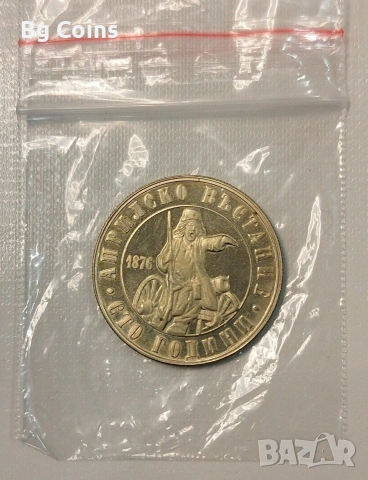 Bg Coins
АПРИЛСКО ВЪСТАНИЕ
1876
• СТО ГОДИНИ •
BAZAR